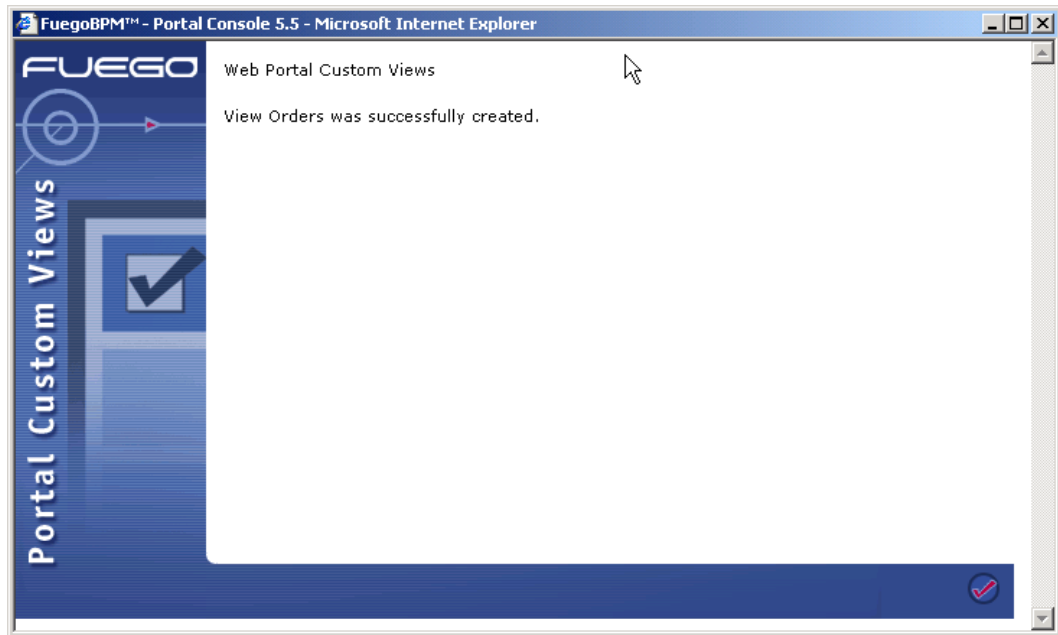 FuegoBPM™ - Portal Console 5.5 - Microsoft Internet Explorer
FUEGO
Web Portal Custom Views
View Orders was successfully created.
Portal Custom Views